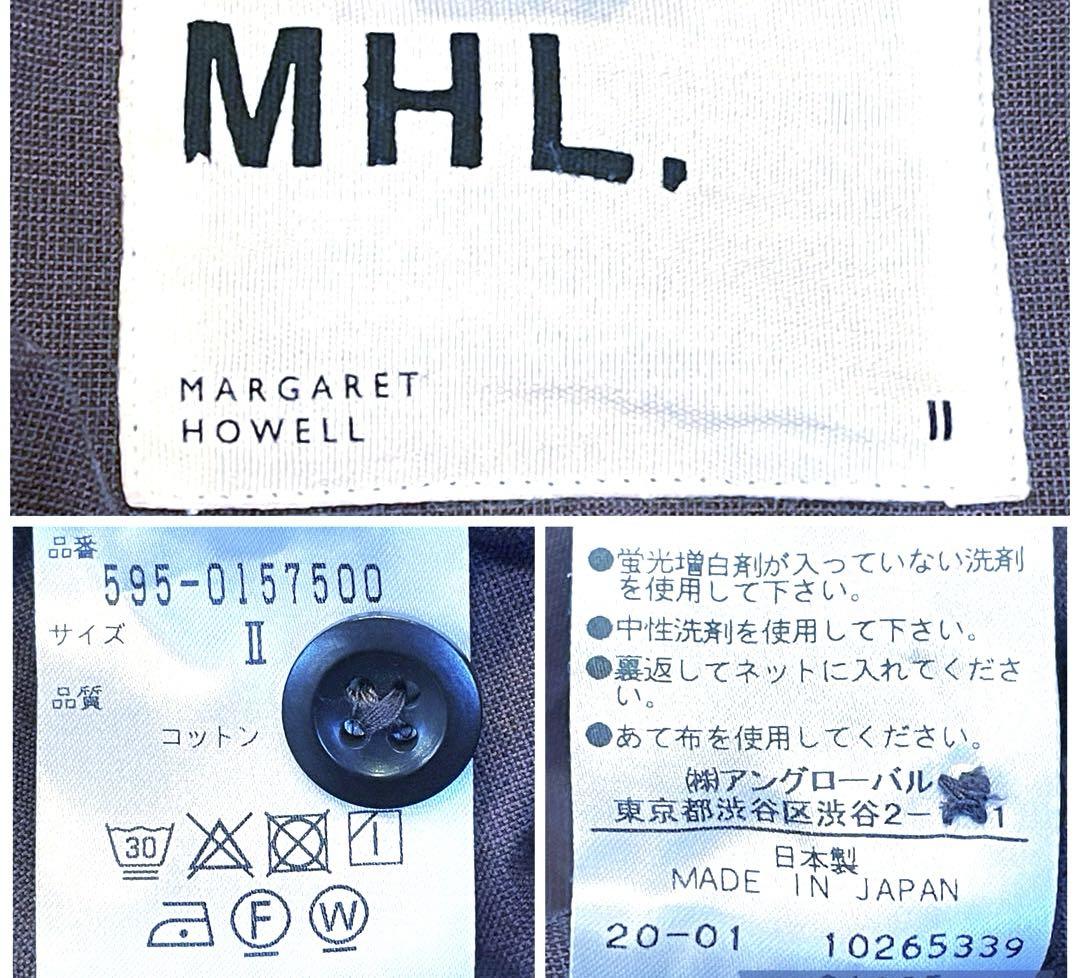 MHL.
MARGARET
HOWELL
II
品番
595-0157500
サイズ
II
品質
コットン
30
F
W
●蛍光増白剤が入っていない洗剤
を使用して下さい。
●中性洗剤を使用して下さい。
●裏返してネットに入れてくださ
い。
●あて布を使用してください。
㈱アングローバル
東京都渋谷区渋谷2-
1
日本製
MADE IN JAPAN
20-01 10265339